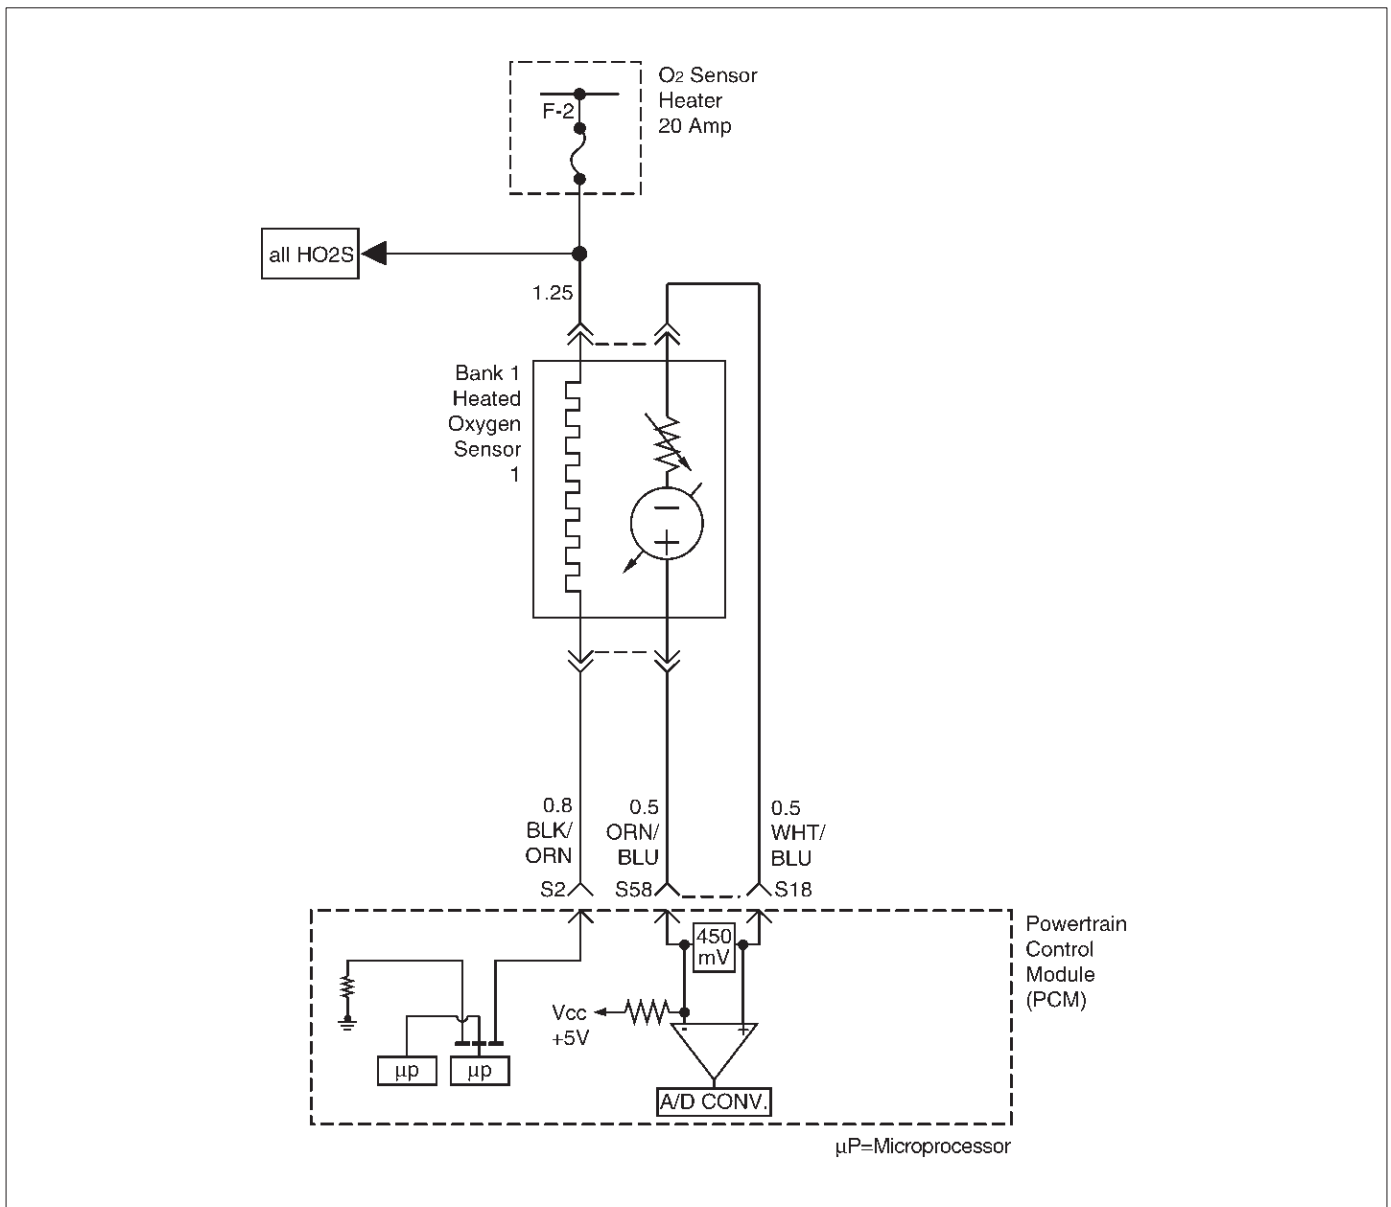 O2 Sensor
Heater
20 Amp
F-2
all HO2S
1.25
Bank 1
Heated
Oxygen
Sensor
1
0.8
BLK/
ORN
0.5
ORN/
BLU
0.5
WHT/
BLU
S2
S58
S18
Powertrain
Control
Module
(PCM)
450
mV
Vcc
+5V
- +
µp
µp
A/D CONV.
µP=Microprocessor